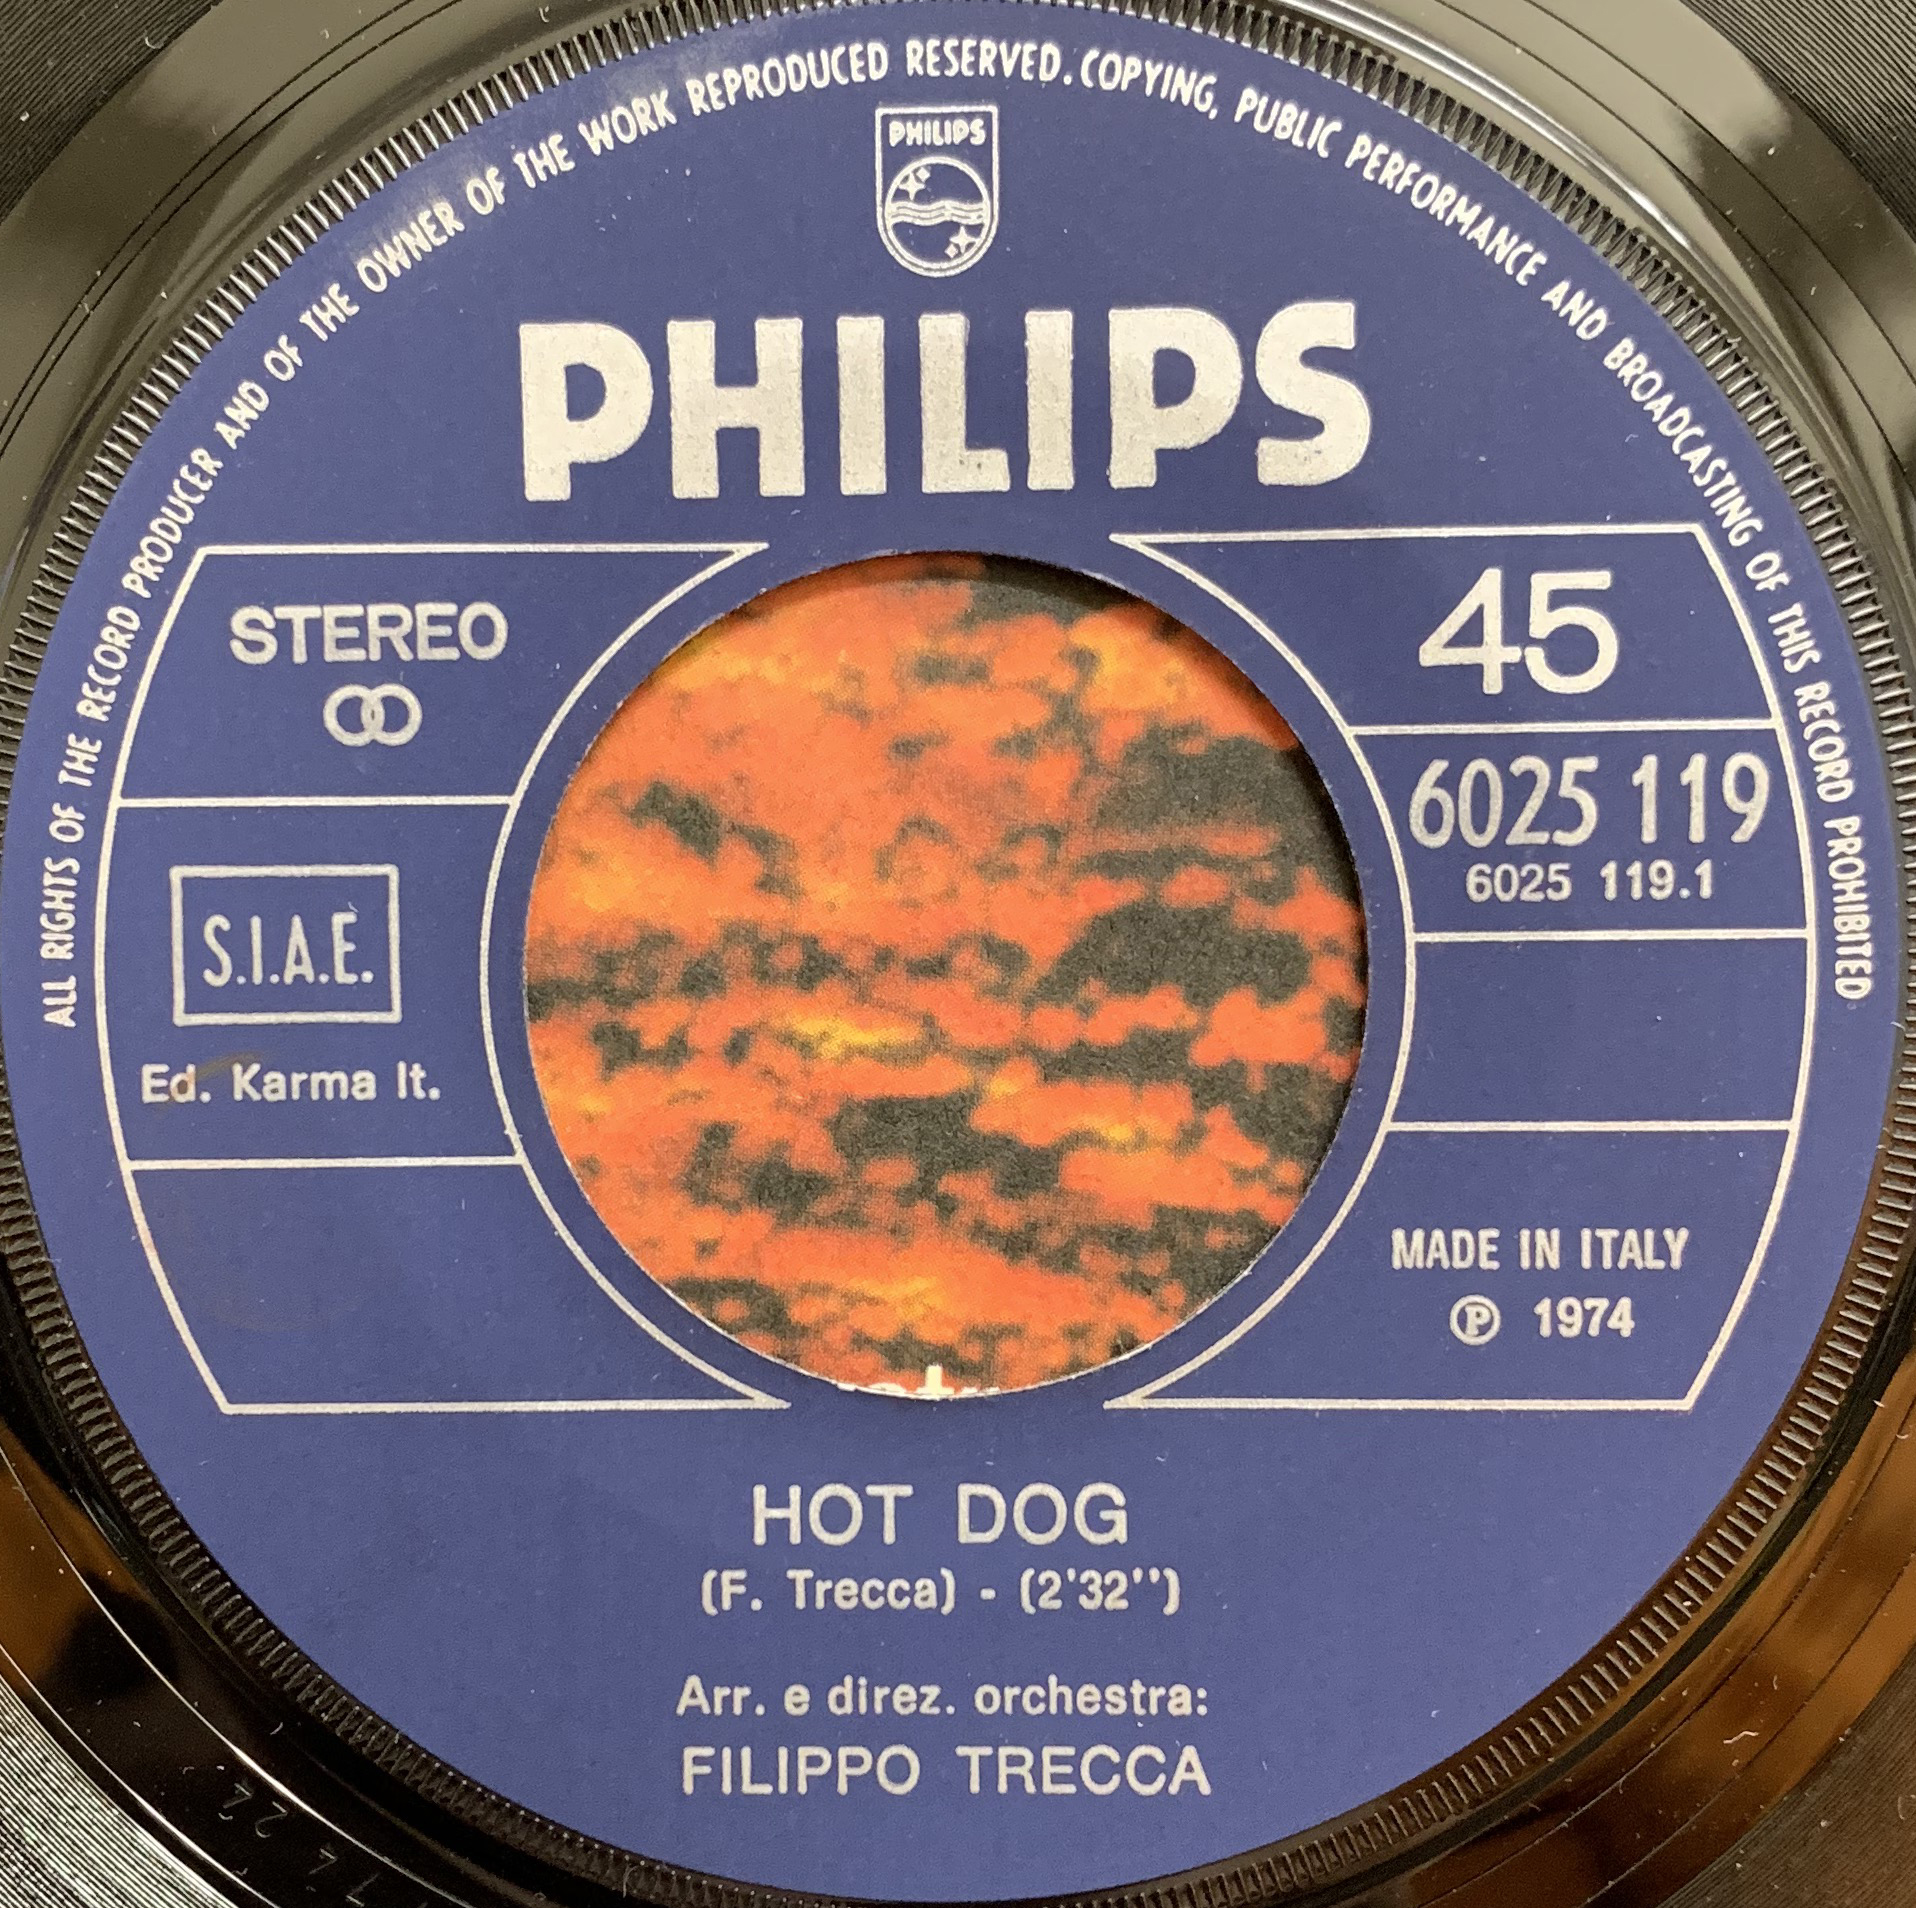 ALL RIGHTS OF THE RECORD PRODUCER AND OF THE OWNER OF THE WORK REPRODUCED RESERVED. COPYING, PUBLIC PERFORMANCE AND BROADCASTING OF THIS RECORD PROHIBITED
PHILIPS
PHILIPS
STEREO
45
6025 119
6025 119.1
S.I.A.E.
Ed. Karma It.
MADE IN ITALY
Ⓟ 1974
HOT DOG
(F. Trecca) - (2'32'')
Arr. e direz. orchestra:
FILIPPO TRECCA